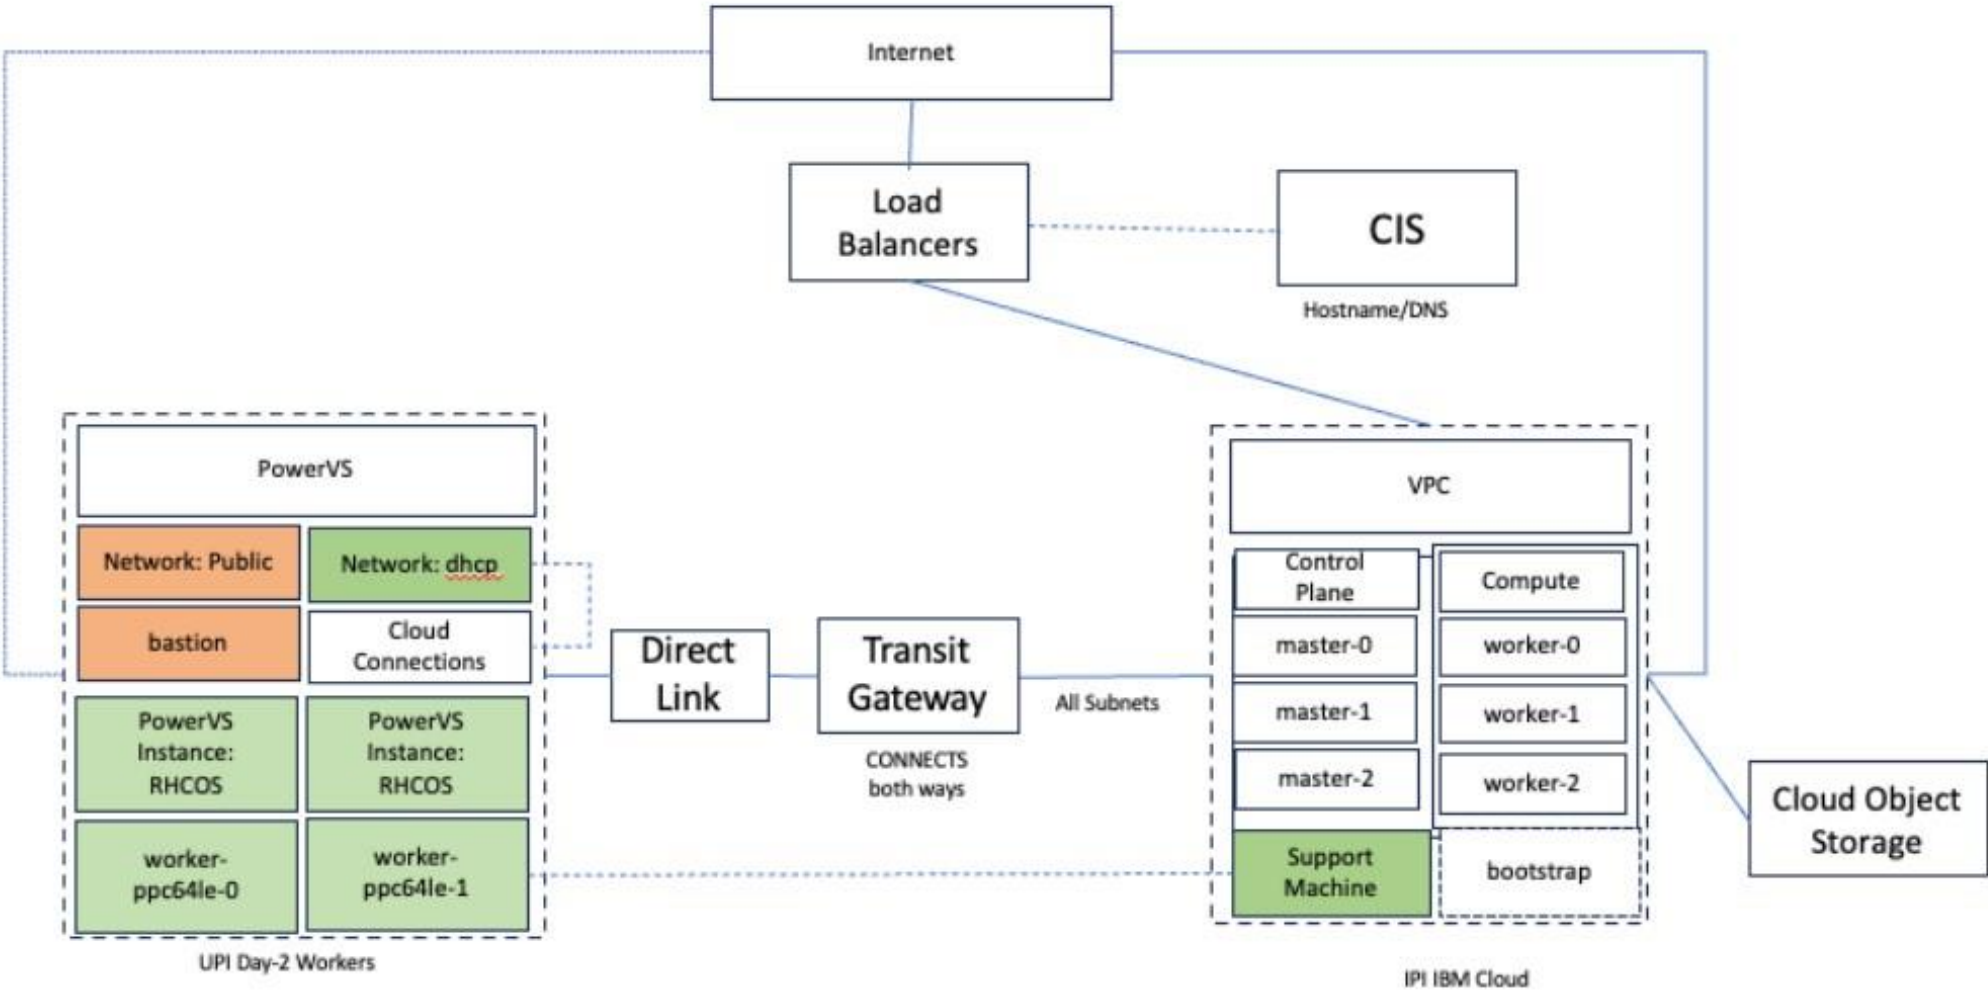 Internet
Load
Balancers
CIS
Hostname/DNS
PowerVS
Network: Public
Network: dhcp
bastion
Cloud
Connections
PowerVS
Instance:
RHCOS
PowerVS
Instance:
RHCOS
worker-
ppc64le-0
worker-
ppc64le-1
UPI Day-2 Workers
Direct
Link
Transit
Gateway
CONNECTS
both ways
All Subnets
VPC
Control
Plane
master-0
master-1
master-2
Support
Machine
Compute
worker-0
worker-1
worker-2
bootstrap
IPI IBM Cloud
Cloud Object
Storage